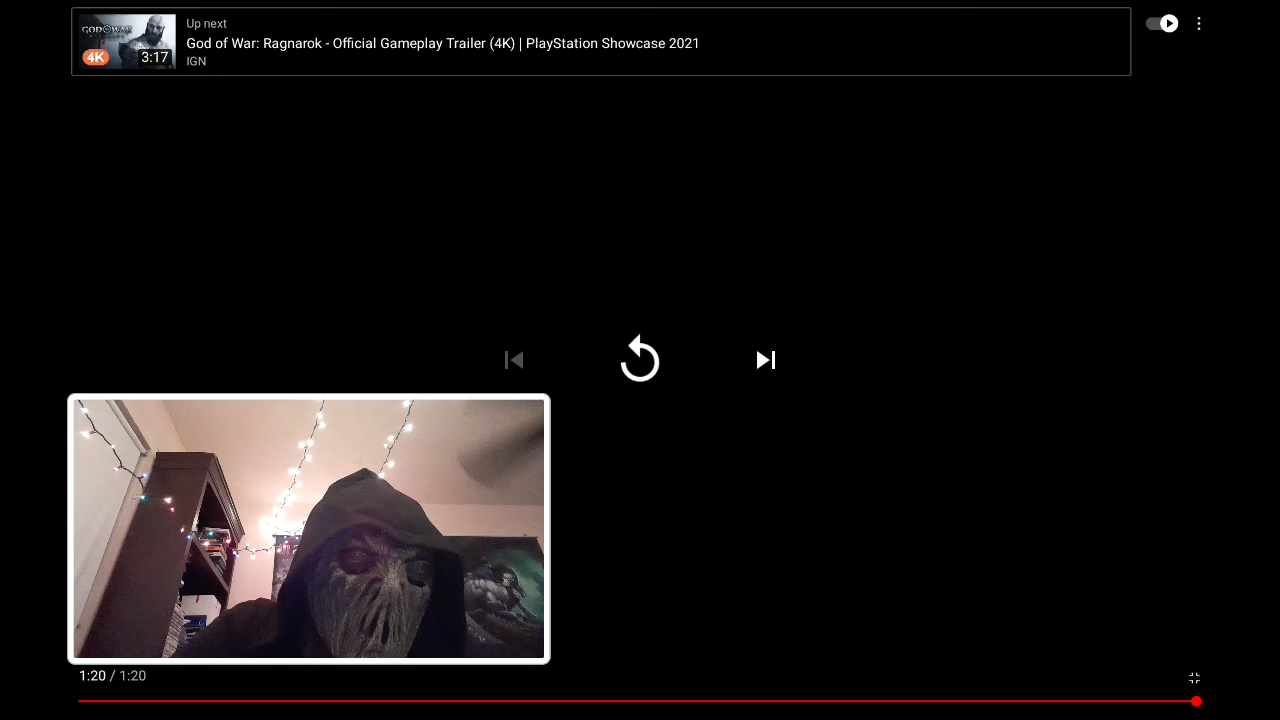 Up next
God of War: Ragnarok - Official Gameplay Trailer (4K) | PlayStation Showcase 2021
IGN
GOD OF WAR
4K
3:17
1:20 / 1:20